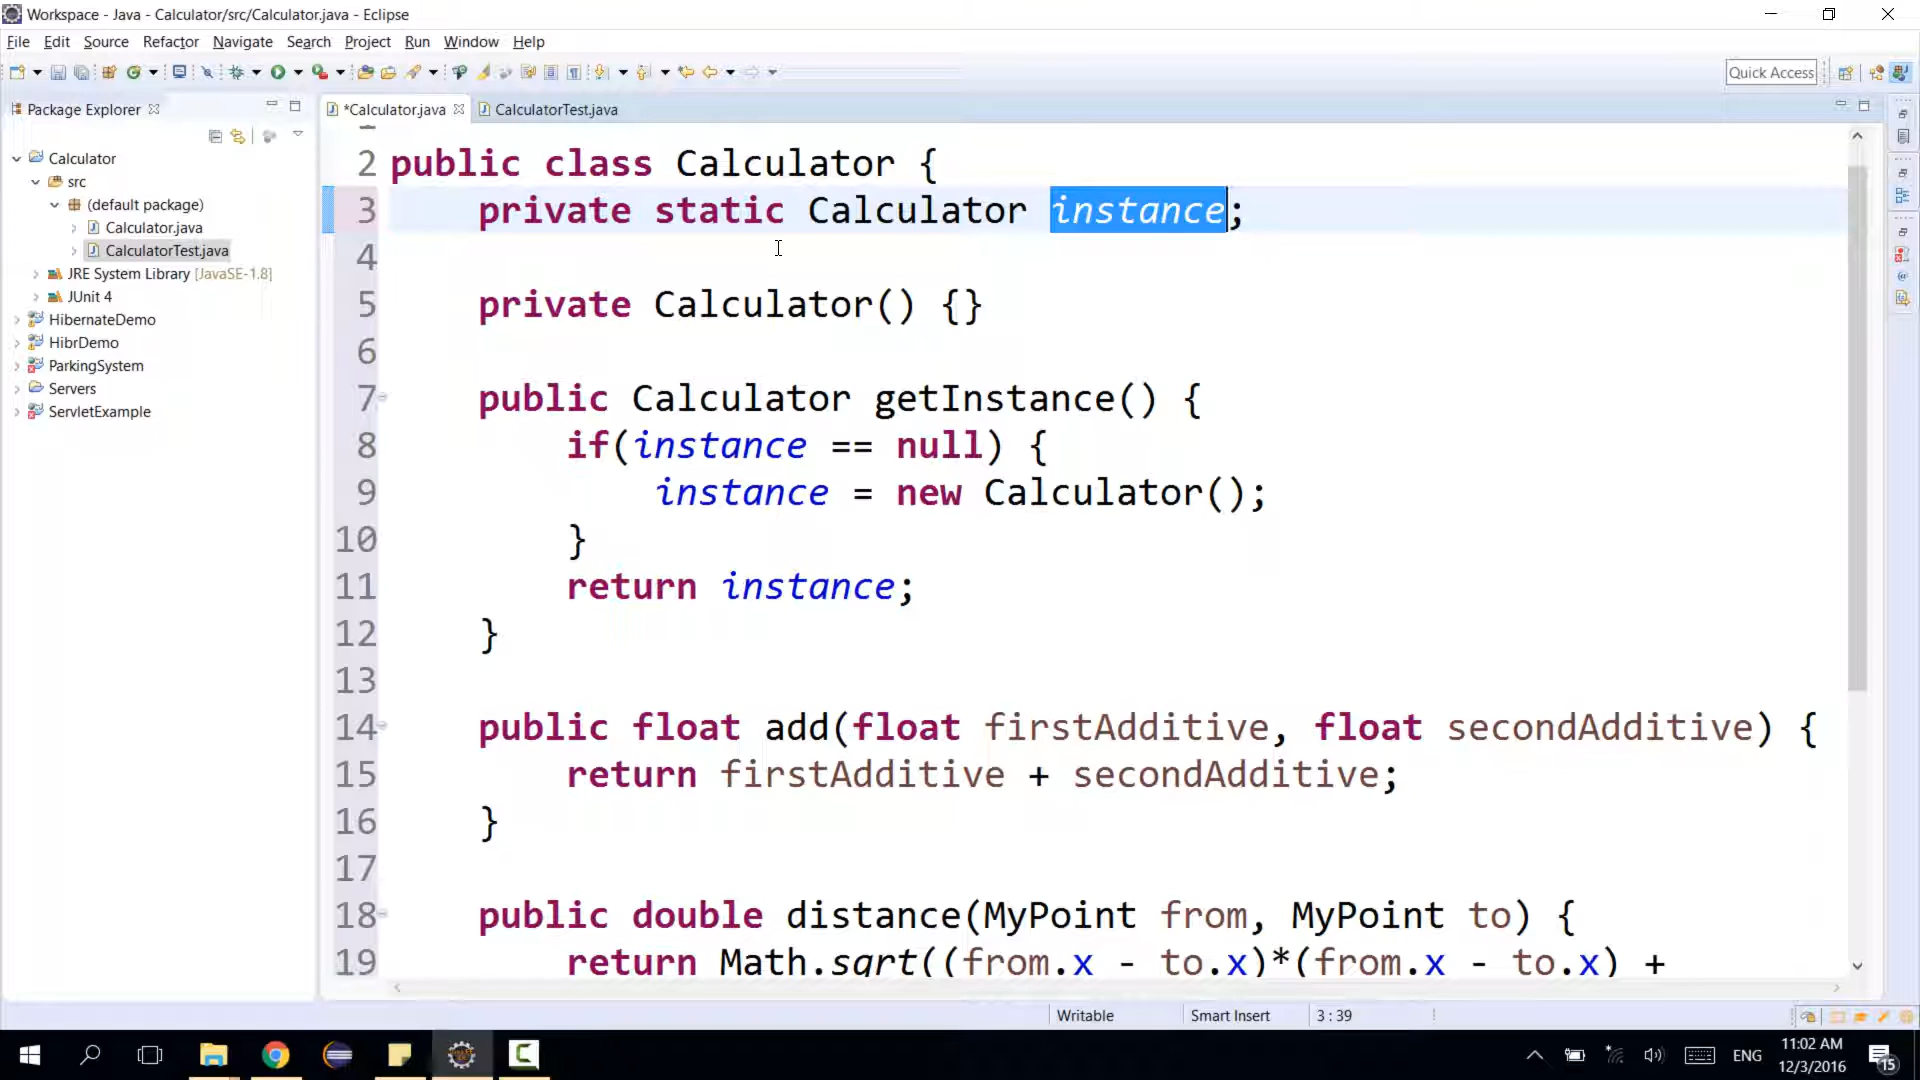 Workspace - Java - Calculator/src/Calculator.java - Eclipse
File Edit Source Refactor Navigate Search Project Run Window Help
Quick Access
Package Explorer
*Calculator.java CalculatorTest.java
Calculator
src
(default package)
Calculator.java
CalculatorTest.java
JRE System Library [JavaSE-1.8]
JUnit 4
HibernateDemo
HibrDemo
ParkingSystem
Servers
ServletExample
2 public class Calculator {
3 private static Calculator instance;
4
5 private Calculator() {}
6
7 public Calculator getInstance() {
8 if(instance == null) {
9 instance = new Calculator();
10 }
11 return instance;
12 }
13
14 public float add(float firstAdditive, float secondAdditive) {
15 return firstAdditive + secondAdditive;
16 }
17
18 public double distance(MyPoint from, MyPoint to) {
19 return Math.sqrt((from.x - to.x)*(from.x - to.x) +
Writable Smart Insert 3 : 39
ENG
11:02 AM
12/3/2016
15